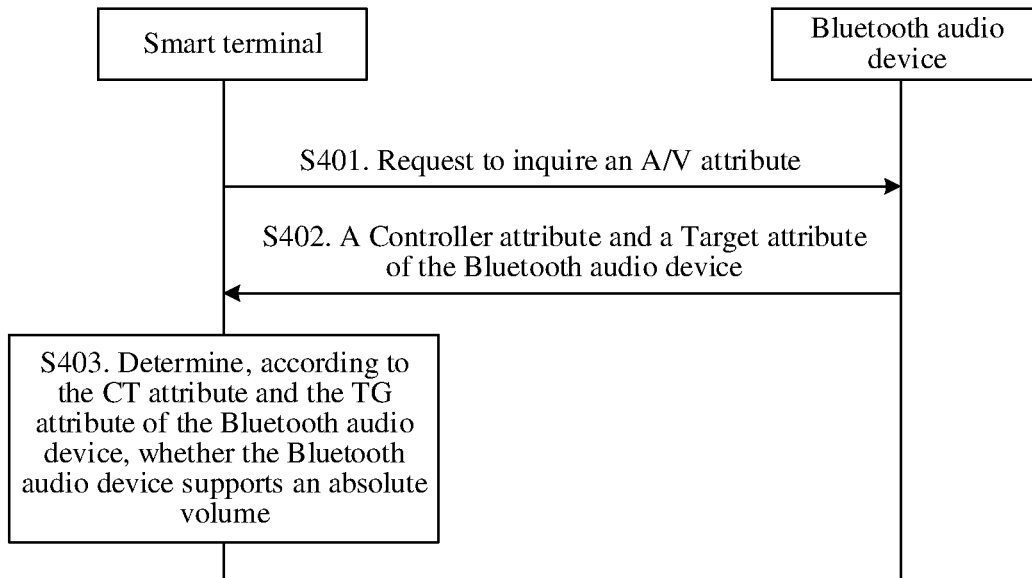 Smart terminal
Bluetooth audio
device
S401. Request to inquire an A/V attribute
S402. A Controller attribute and a Target attribute
of the Bluetooth audio device
S403. Determine, according to
the CT attribute and the TG
attribute of the Bluetooth audio
device, whether the Bluetooth
audio device supports an absolute
volume